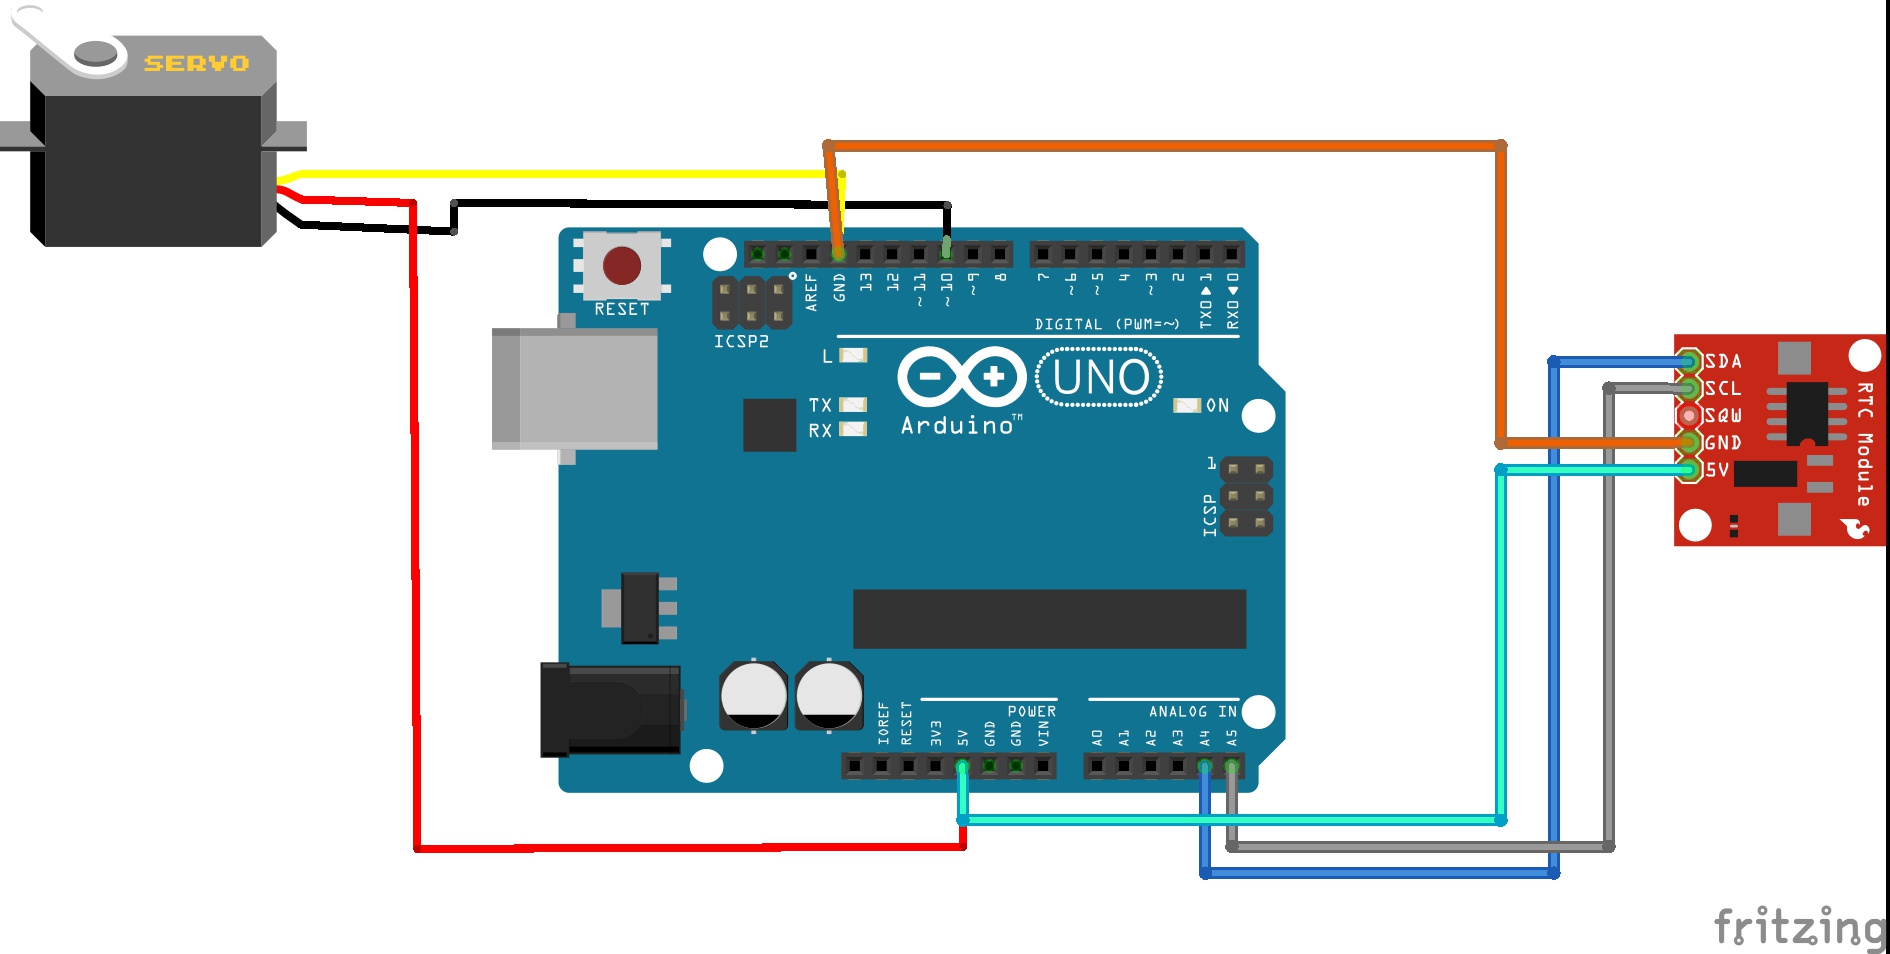 SERVO
RESET
ICSP2
AREF
GND
13
12
~11
~10
~9
8
7
~6
~5
4
~3
2
TX0▶1
RX0◀0
DIGITAL (PWM=~)
L
TX
RX
Arduino™
UNO
ON
1
ICSP
SDA
SCL
SQW
GND
5V
RTC Module
IOREF
RESET
3V3
5V
GND
GND
VIN
POWER
A0
A1
A2
A3
A4
A5
ANALOG IN
fritzing